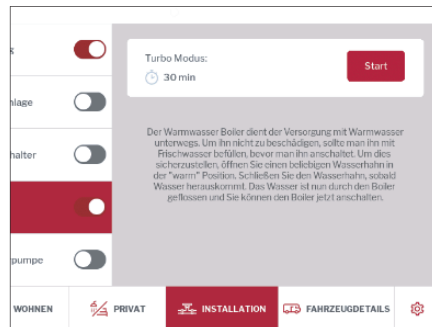 Turbo Modus:
30 min
Start
Der Warmwasser Boiler dient der Versorgung mit Warmwasser
unterwegs. Um ihn nicht zu beschädigen, sollte man ihn mit
Frischwasser befüllen, bevor man ihn anschaltet. Um dies
sicherzustellen, öffnen Sie einen beliebigen Wasserhahn in
der "warm" Position. Schließen Sie den Wasserhahn, sobald
Wasser herauskommt. Das Wasser ist nun durch den Boiler
geflossen und Sie können den Boiler jetzt anschalten.
g
nlage
halter
pumpe
WOHNEN
PRIVAT
INSTALLATION
FAHRZEUGDETAILS